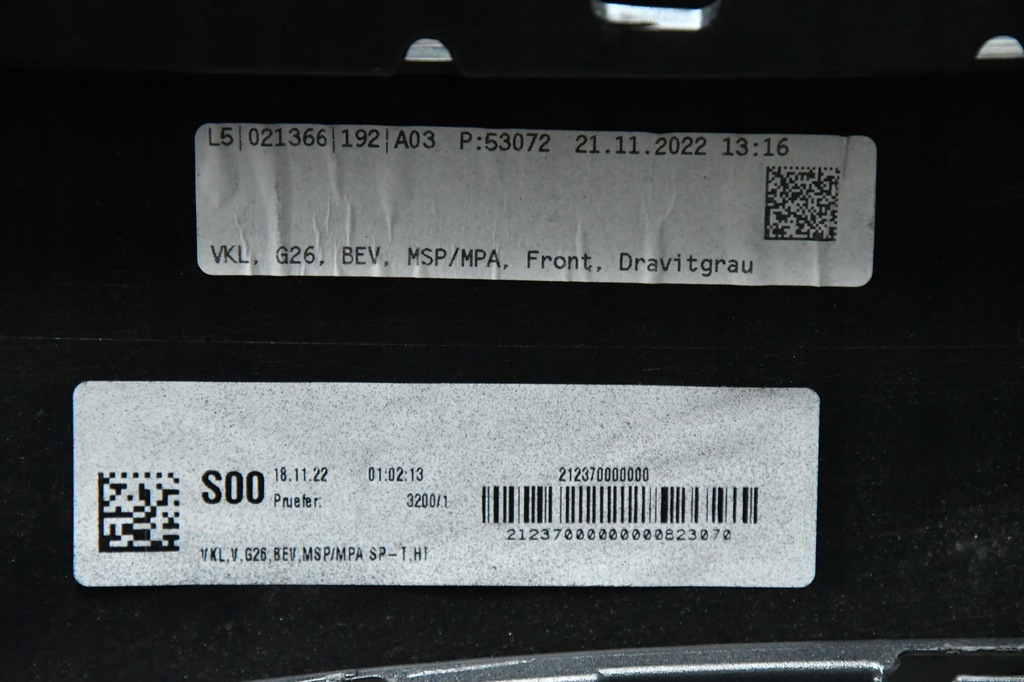 L5|021366|192|A03 P:53072 21.11.2022 13:16
VKL, G26, BEV, MSP/MPA, Front, Dravitgrau
S00 18.11.22 01:02:13 212370000000
Pruefer: 3200/1
21237000000000823070
VKL,V,G26,BEV,MSP/MPA SP-T,HT